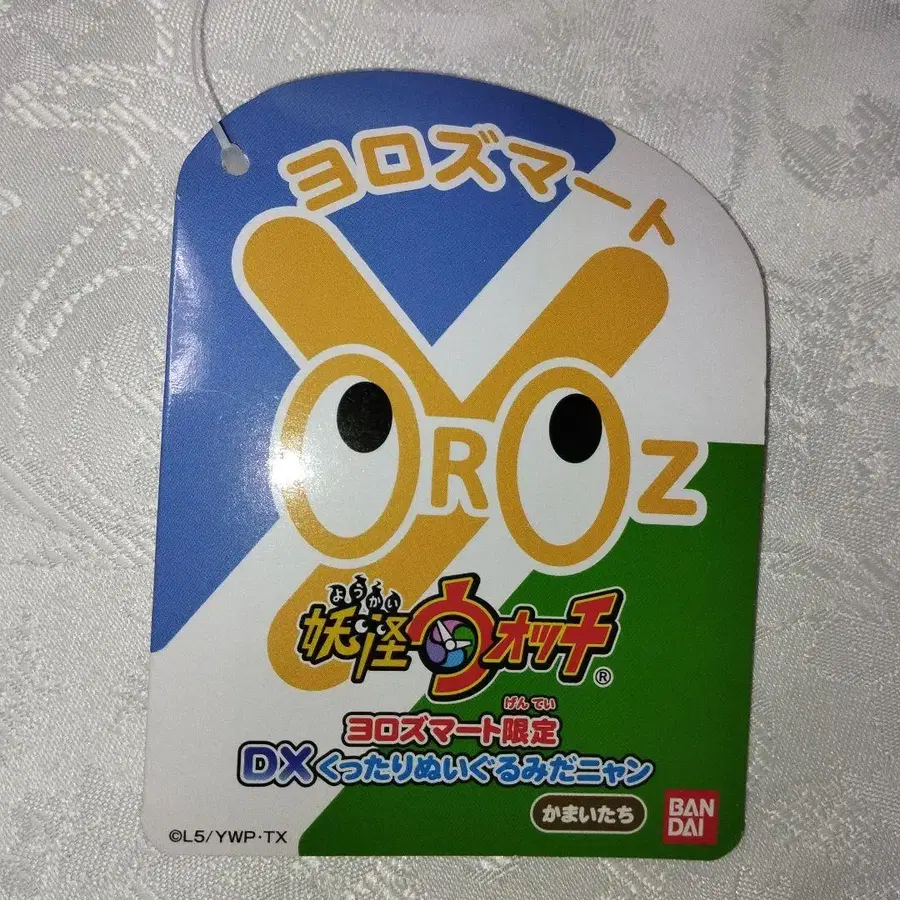 ヨロズマート
YOROZ
ようかい
妖怪ウォッチ®
げんてい
ヨロズマート限定
DXくったりぬいぐるみだニャン
かまいたち
BAN
DAI
©L5/YWP·TX